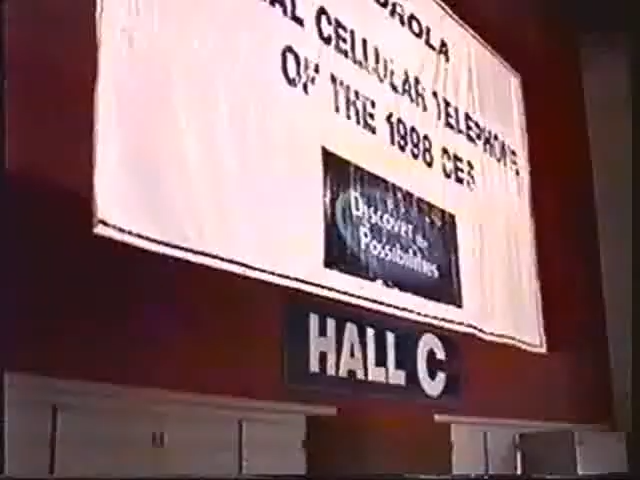 OROLA
AL CELLULAR TELEPHONE
OF THE 1998 CES
Discover the
Possibilities
HALL C